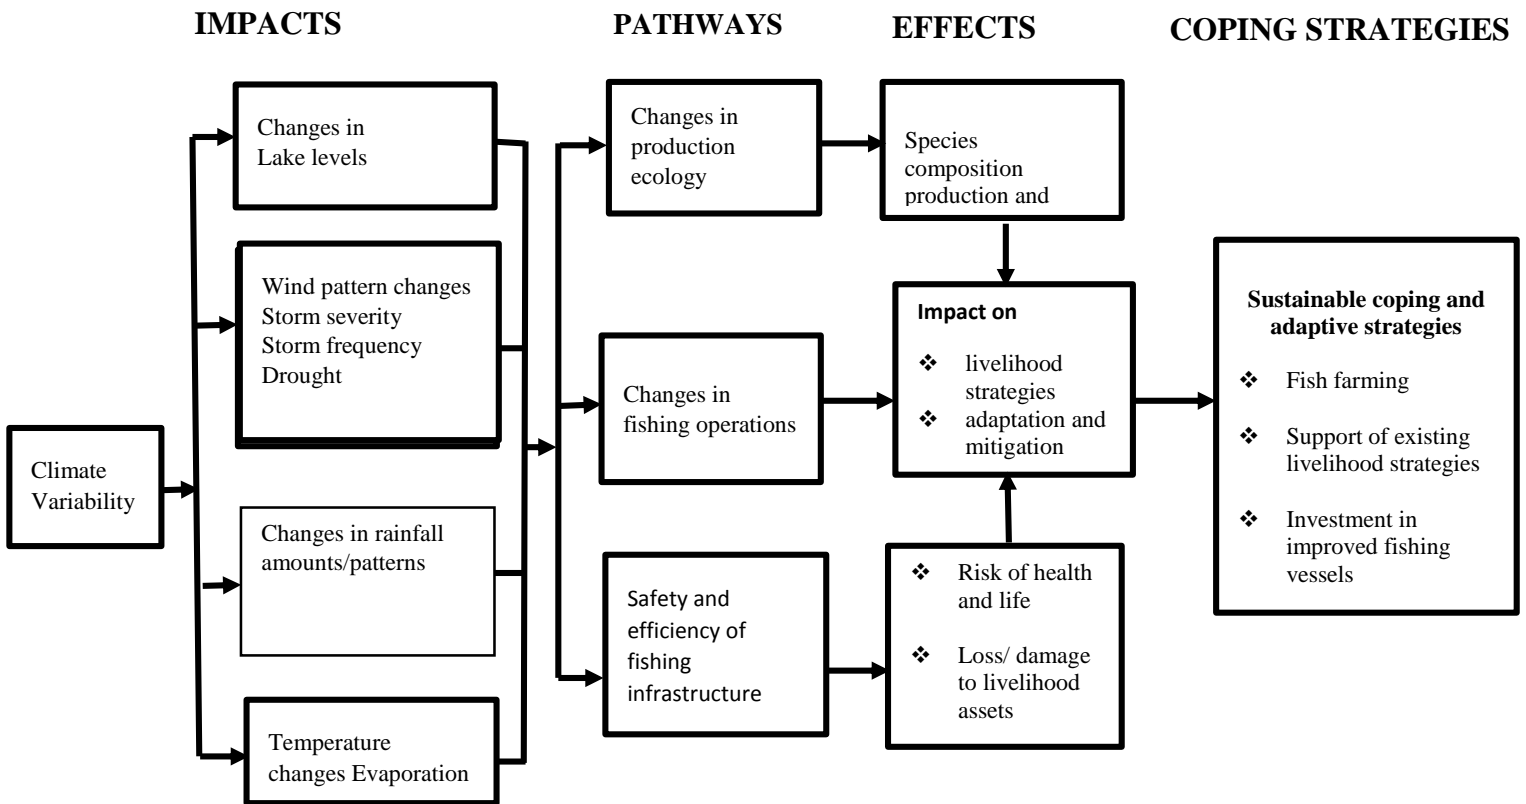 IMPACTS
PATHWAYS
EFFECTS
COPING STRATEGIES
Climate
Variability
Changes in
Lake levels
Wind pattern changes
Storm severity
Storm frequency
Drought
Changes in rainfall
amounts/patterns
Temperature
changes Evaporation
Changes in
production
ecology
Changes in
fishing operations
Safety and
efficiency of
fishing
infrastructure
Species
composition
production and
Impact on
❖ livelihood
strategies
❖ adaptation and
mitigation
❖ Risk of health
and life
❖ Loss/ damage
to livelihood
assets
Sustainable coping and
adaptive strategies
❖ Fish farming
❖ Support of existing
livelihood strategies
❖ Investment in
improved fishing
vessels